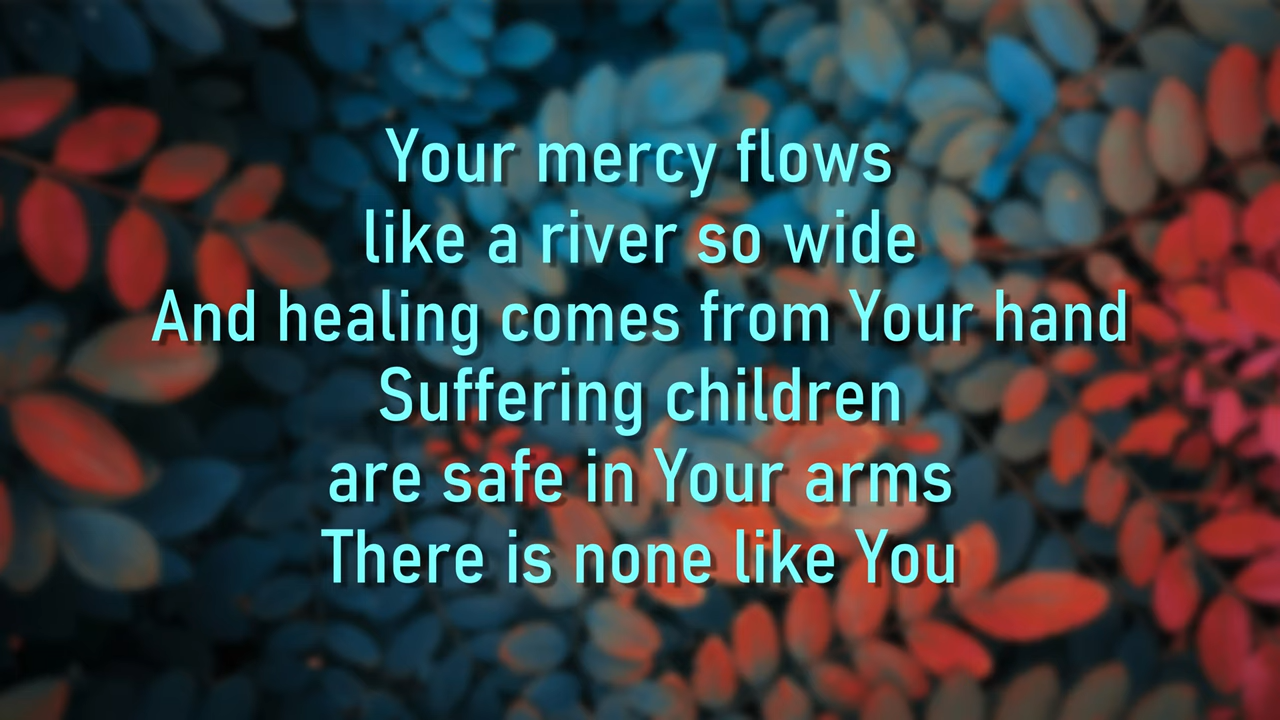 Your mercy flows
like a river so wide
And healing comes from Your hand
Suffering children
are safe in Your arms
There is none like You